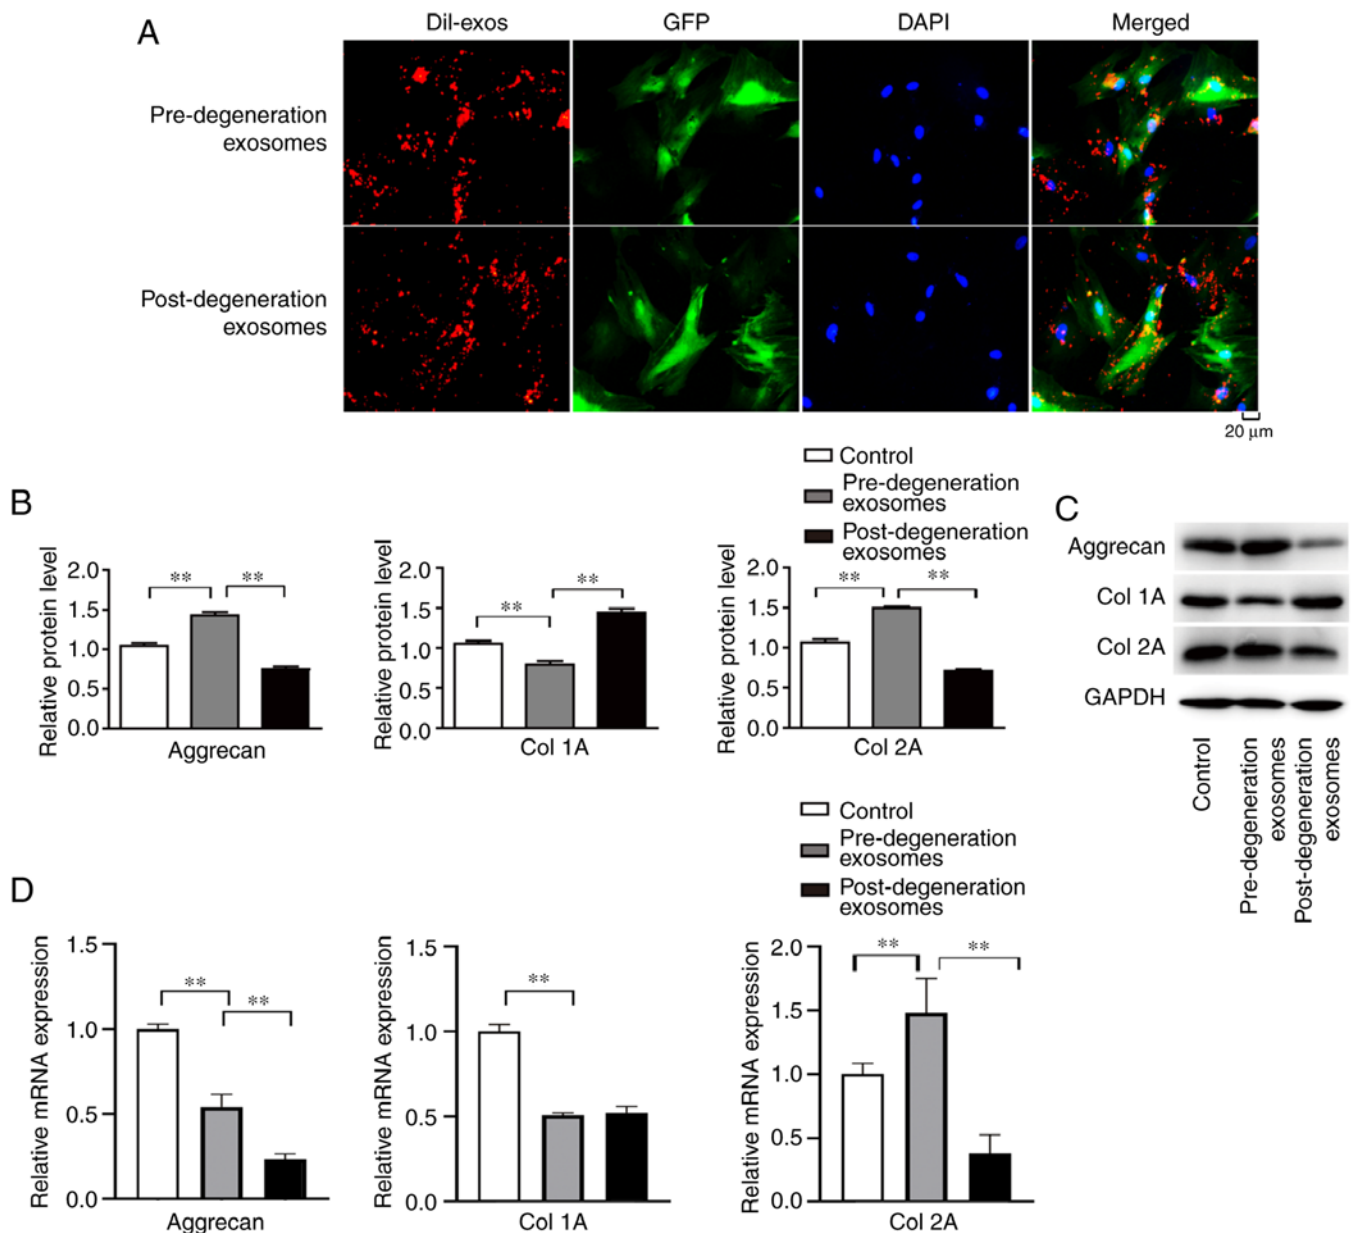 A
Dil-exos
GFP
DAPI
Merged
Pre-degeneration
exosomes
Post-degeneration
exosomes
20 μm
B
Control
Pre-degeneration
exosomes
Post-degeneration
exosomes
Relative protein level
2.0
1.5
1.0
0.5
0.0
**
**
Aggrecan
Relative protein level
2.0
1.5
1.0
0.5
0.0
**
**
Col 1A
Relative protein level
2.0
1.5
1.0
0.5
0.0
**
**
Col 2A
C
Aggrecan
Col 1A
Col 2A
GAPDH
Control
Pre-degeneration
exosomes
Post-degeneration
exosomes
D
Control
Pre-degeneration
exosomes
Post-degeneration
exosomes
Relative mRNA expression
1.5
1.0
0.5
0.0
**
**
Aggrecan
Relative mRNA expression
1.5
1.0
0.5
0.0
**
Col 1A
Relative mRNA expression
2.0
1.5
1.0
0.5
0.0
**
**
Col 2A